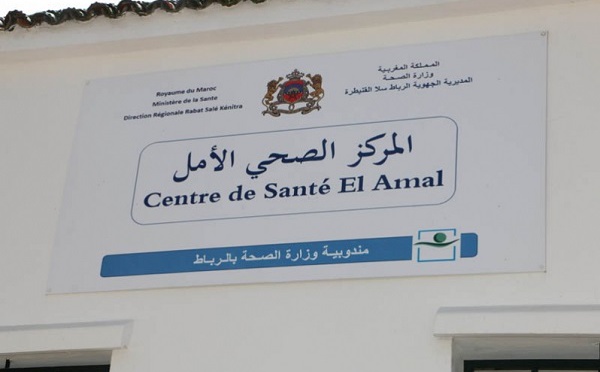 Royaume du Maroc
Ministère de la Sante
Direction Régionale Rabat Salé Kénitra
المملكة المغربية
وزارة الصحة
المديرية الجهوية الرباط سلا القنيطرة
المركز الصحي الأمل
Centre de Santé El Amal
مندوبية وزارة الصحة بالرباط